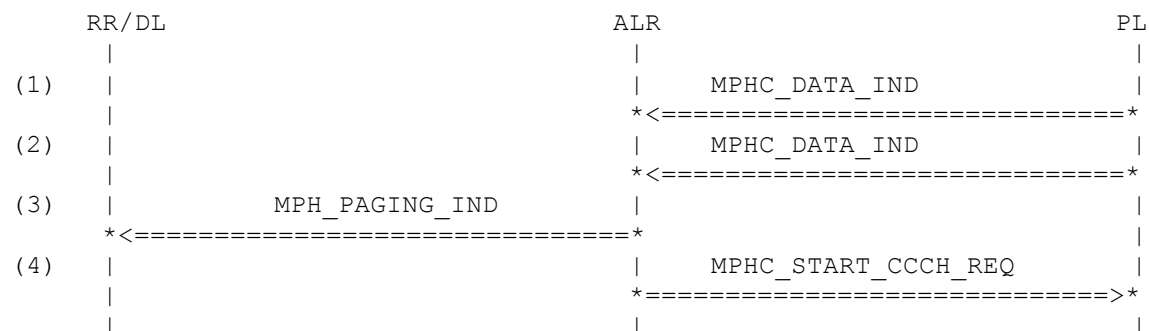 RR/DL ALR PL
| | |
(1) | | MPHC_DATA_IND |
| *<=============================*
(2) | | MPHC_DATA_IND |
| *<=============================*
(3) | MPH_PAGING_IND | |
*<===============================* |
(4) | | MPHC_START_CCCH_REQ |
| *=============================>*
| | |